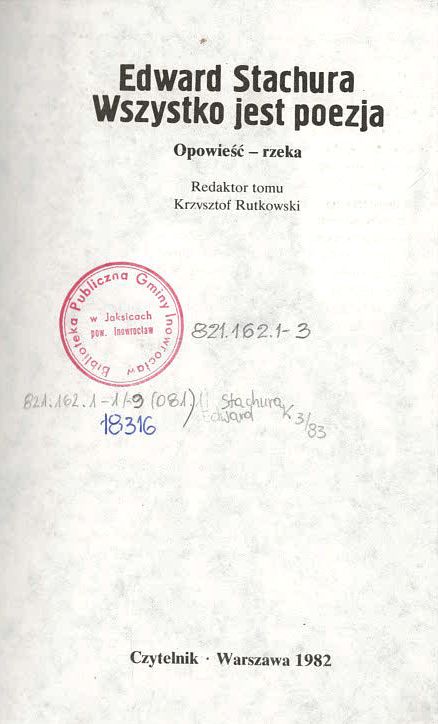 Edward Stachura
Wszystko jest poezja
Opowieść – rzeka
Redaktor tomu
Krzysztof Rutkowski
Biblioteka Publiczna Gminy Inowrocław
w Jaksicach
pow. Inowrocław
821.162.1-3
821.162.1-1/-9 (081) Stachura
Edward K 3/83
18316
Czytelnik · Warszawa 1982